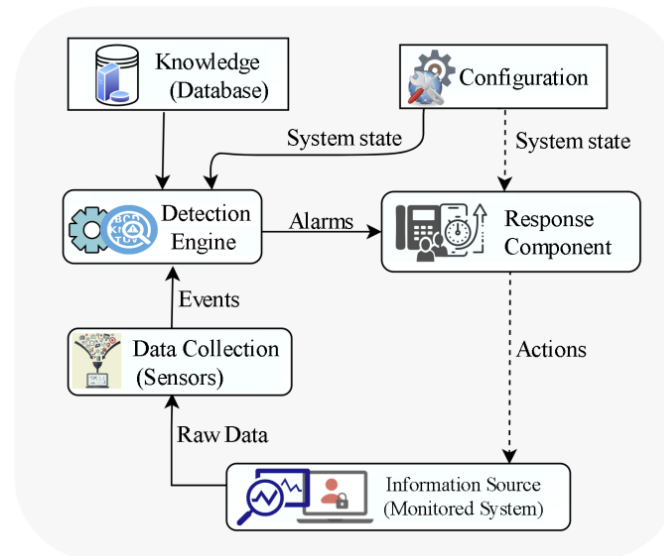 Knowledge
(Database)
Configuration
System state
System state
Detection
Engine
Alarms
Response
Component
Events
Data Collection
(Sensors)
Actions
Raw Data
Information Source
(Monitored System)